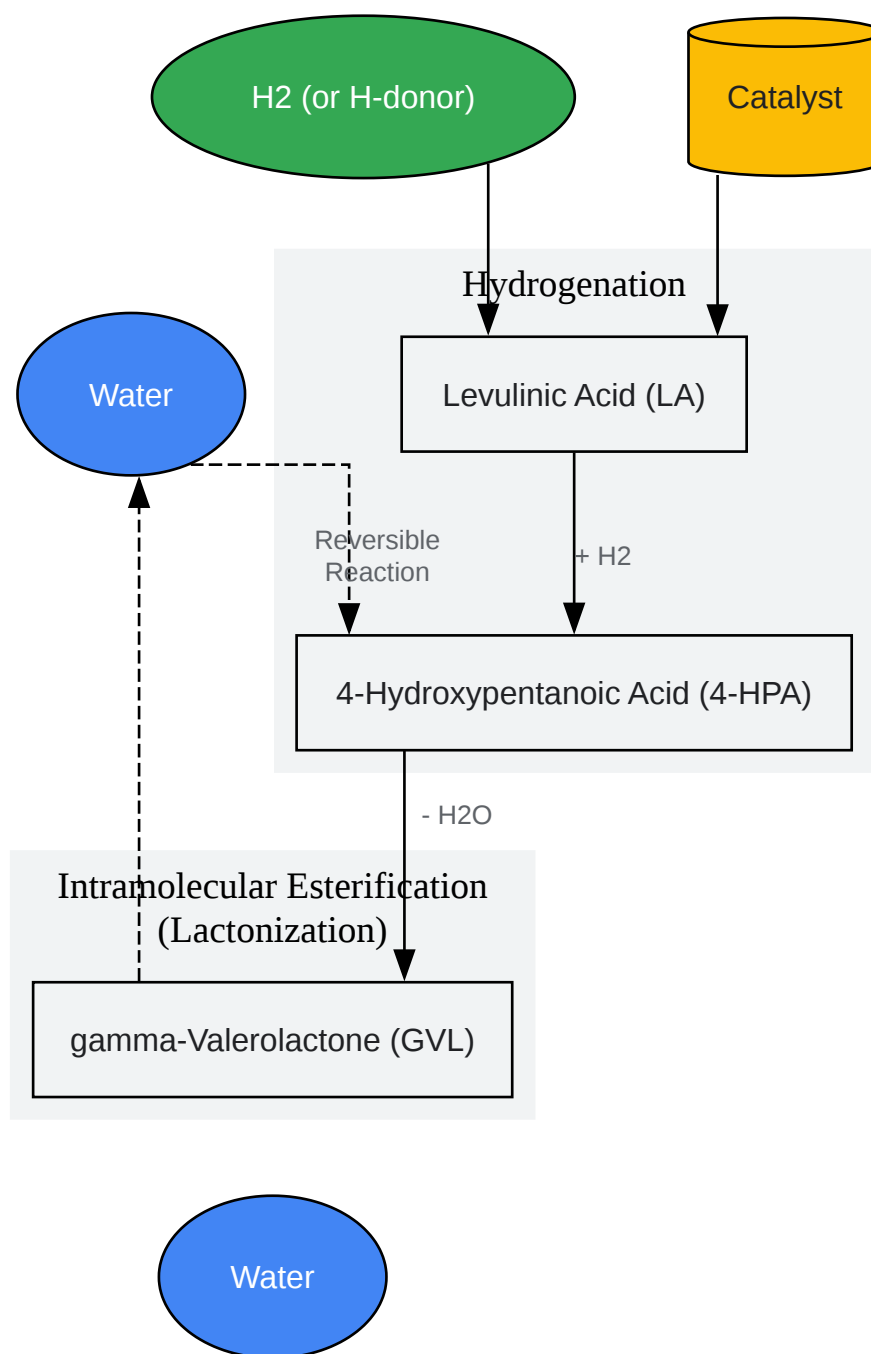 H2 (or H-donor)
Catalyst
Hydrogenation
Levulinic Acid (LA)
Water
Reversible
Reaction
+ H2
4-Hydroxypentanoic Acid (4-HPA)
- H2O
Intramolecular Esterification
(Lactonization)
gamma-Valerolactone (GVL)
Water